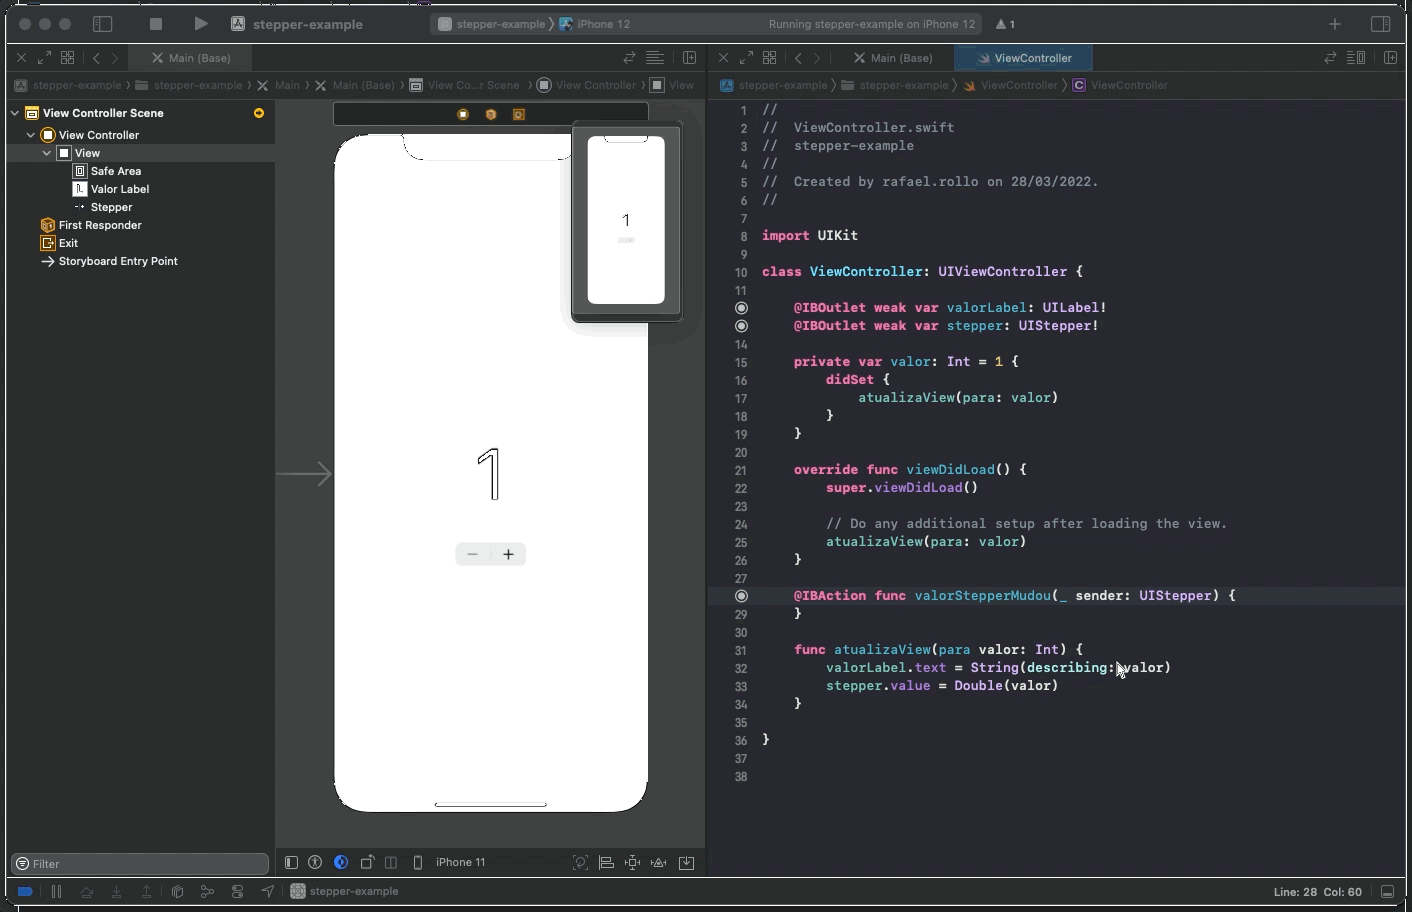 stepper-example
stepper-example
iPhone 12
Running stepper-example on iPhone 12
1
Main (Base)
stepper-example
stepper-example
Main
Main (Base)
View Co...r Scene
View Controller
View
Main (Base)
ViewController
stepper-example
stepper-example
ViewController
C ViewController
View Controller Scene
View Controller
View
Safe Area
L Valor Label
Stepper
First Responder
Exit
Storyboard Entry Point
Filter
1
1
iPhone 11
1 //
2 //  ViewController.swift
3 //  stepper-example
4 //
5 //  Created by rafael.rollo on 28/03/2022.
6 //
7
8 import UIKit
9
10 class ViewController: UIViewController {
11
@IBOutlet weak var valorLabel: UILabel!
@IBOutlet weak var stepper: UIStepper!
14
15 private var valor: Int = 1 {
16 didSet {
17 atualizaView(para: valor)
18 }
19 }
20
21 override func viewDidLoad() {
22 super.viewDidLoad()
23
24 // Do any additional setup after loading the view.
25 atualizaView(para: valor)
26 }
27
@IBAction func valorStepperMudou(_ sender: UIStepper) {
29 }
30
31 func atualizaView(para valor: Int) {
32 valorLabel.text = String(describing: valor)
33 stepper.value = Double(valor)
34 }
35
36 }
37
38
stepper-example
Line: 28 Col: 60